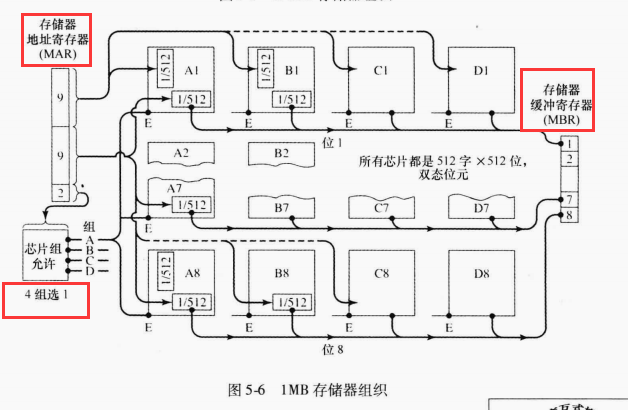 存储器
地址寄存器
(MAR)
9
9
2
芯片组
允许
4 组选 1
组
A
B
C
D
1/512
A1
1/512
E
1/512
B1
1/512
E
C1
E
D1
E
位 1
存储器
缓冲寄存器
(MBR)
1
2
7
8
A2
B2
所有芯片都是 512 字 ×512 位，
双态位元
A7
1/512
E
B7
C7
D7
1/512
A8
1/512
E
B8
1/512
E
C8
E
D8
E
位 8
图 5-6 1MB 存储器组织